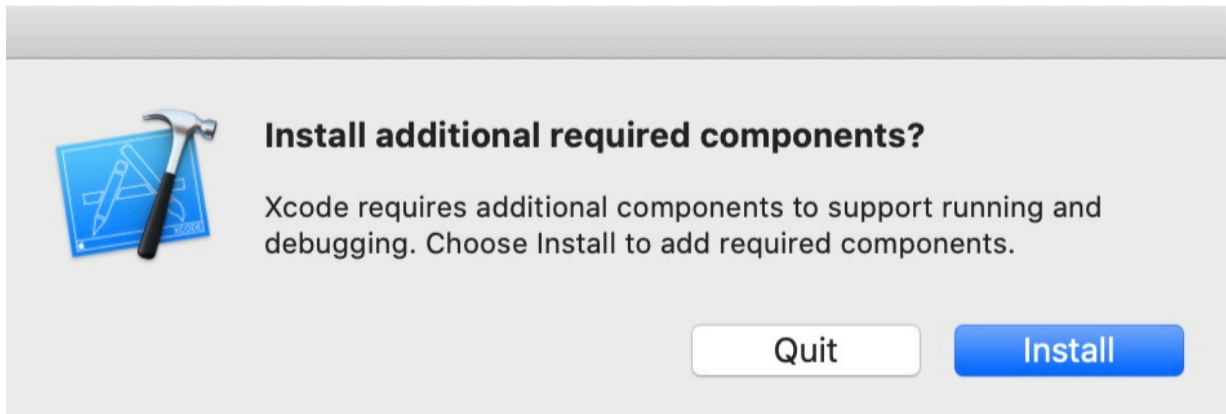 Install additional required components?
Xcode requires additional components to support running and
debugging. Choose Install to add required components.
XCODE
Quit
Install